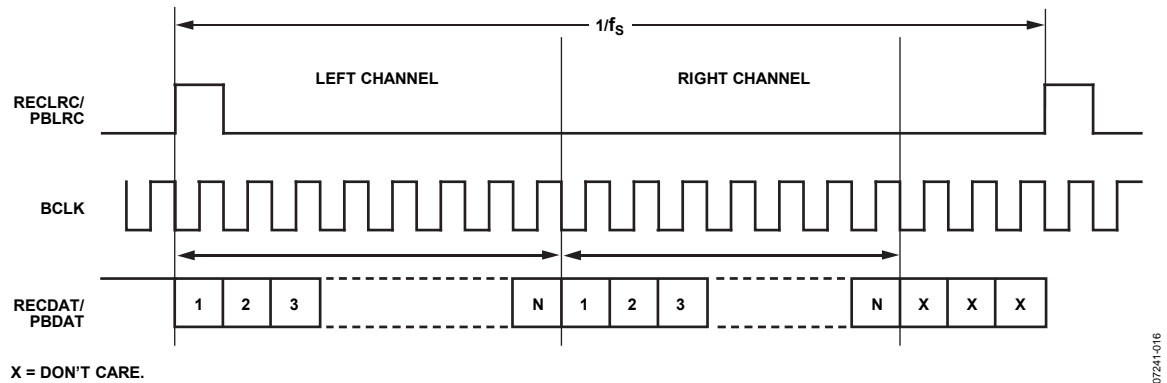 1/fS
LEFT CHANNEL
RIGHT CHANNEL
RECLRC/
PBLRC
BCLK
RECDAT/
PBDAT
1 2 3 N 1 2 3 N X X X
X = DON'T CARE.
07241-016